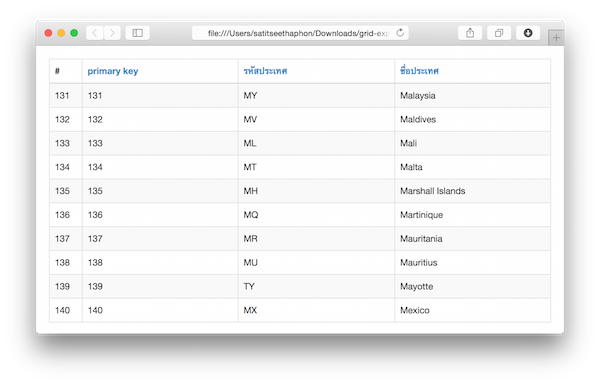 file:///Users/satitseethaphon/Downloads/grid-exp
# primary key รหัสประเทศ ชื่อประเทศ
131 131 MY Malaysia
132 132 MV Maldives
133 133 ML Mali
134 134 MT Malta
135 135 MH Marshall Islands
136 136 MQ Martinique
137 137 MR Mauritania
138 138 MU Mauritius
139 139 TY Mayotte
140 140 MX Mexico